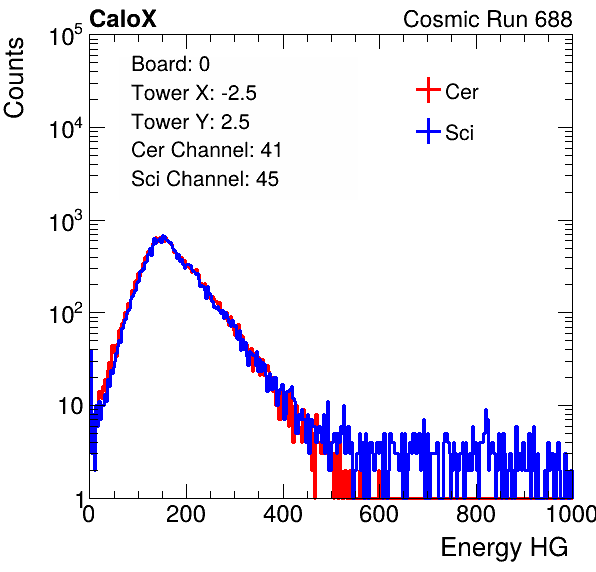 CaloX Cosmic Run 688
Board: 0
Tower X: -2.5
Tower Y: 2.5
Cer Channel: 41
Sci Channel: 45
Cer
Sci
Counts
10^5
10^4
10^3
10^2
10
1
0 200 400 600 800 1000
Energy HG